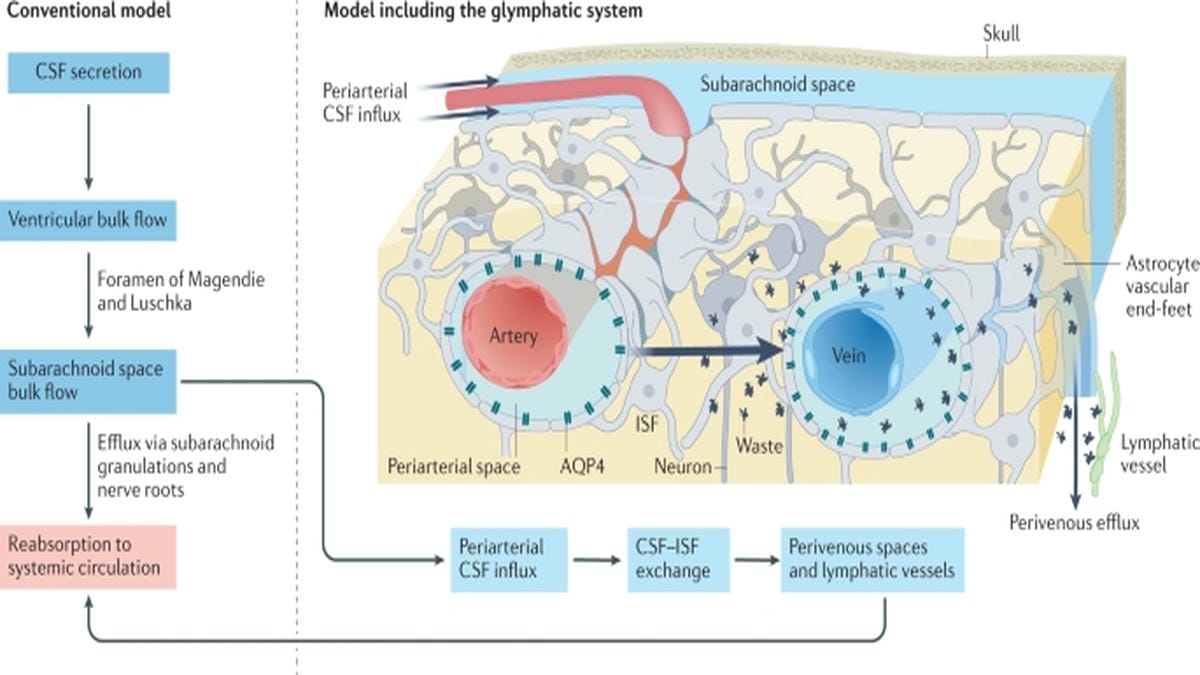 Conventional model
CSF secretion
Ventricular bulk flow
Foramen of Magendie
and Luschka
Subarachnoid space
bulk flow
Efflux via subarachnoid
granulations and
nerve roots
Reabsorption to
systemic circulation
Model including the glymphatic system
Skull
Periarterial
CSF influx
Subarachnoid space
Astrocyte
vascular
end-feet
Artery
Vein
ISF
Waste
Periarterial space
AQP4
Neuron
Lymphatic
vessel
Perivenous efflux
Periarterial
CSF influx
CSF–ISF
exchange
Perivenous spaces
and lymphatic vessels